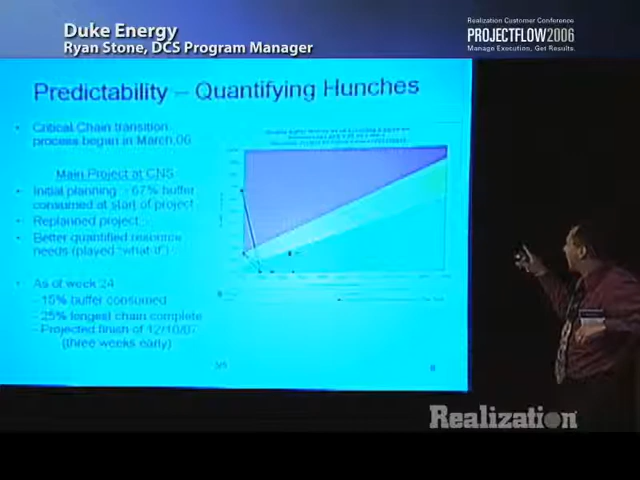 Duke Energy
Ryan Stone, DCS Program Manager
Realization Customer Conference
PROJECTFLOW2006
Manage Execution, Get Results.
Predictability – Quantifying Hunches
• Critical Chain transition
process began in March,06
Main Project at CNS
• Initial planning - 67% buffer
consumed at start of project
• Replanned project
• Better quantified resource
needs (played "what if")
• As of week 24
- 15% buffer consumed
- 25% longest chain complete
- Projected finish of 12/10/07
(three weeks early)
Realization